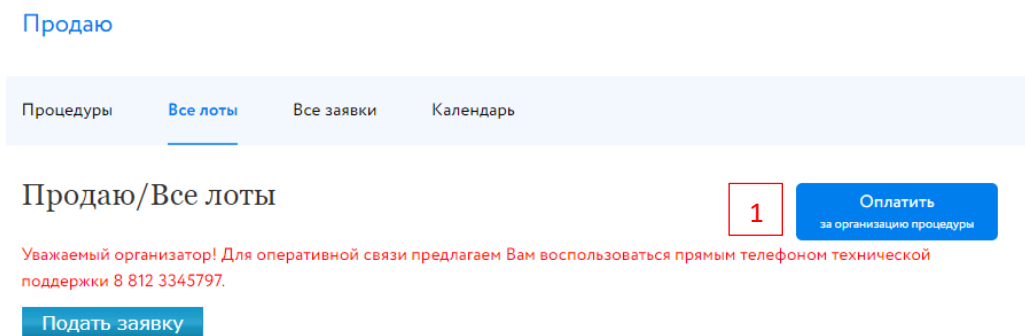 Продаю
Процедуры Все лоты Все заявки Календарь
Продаю/Все лоты
1
Оплатить
за организацию процедуры
Уважаемый организатор! Для оперативной связи предлагаем Вам воспользоваться прямым телефоном технической
поддержки 8 812 3345797.
Подать заявку